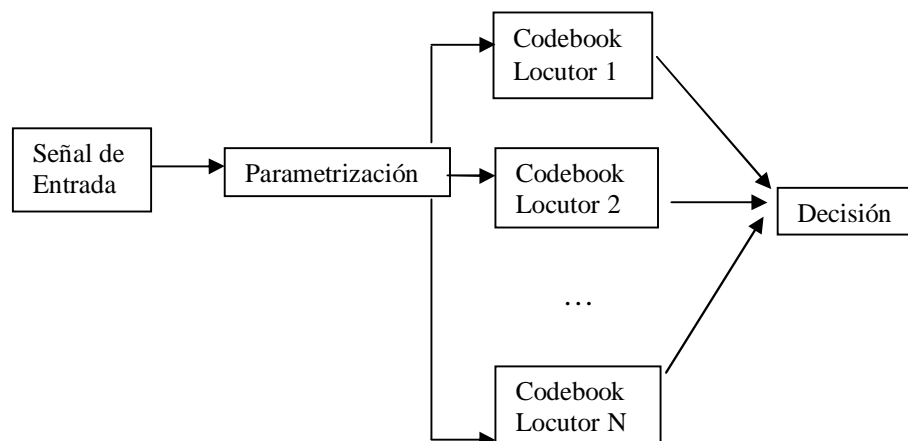 Señal de
Entrada
Parametrización
Codebook
Locutor 1
Codebook
Locutor 2
…
Codebook
Locutor N
Decisión